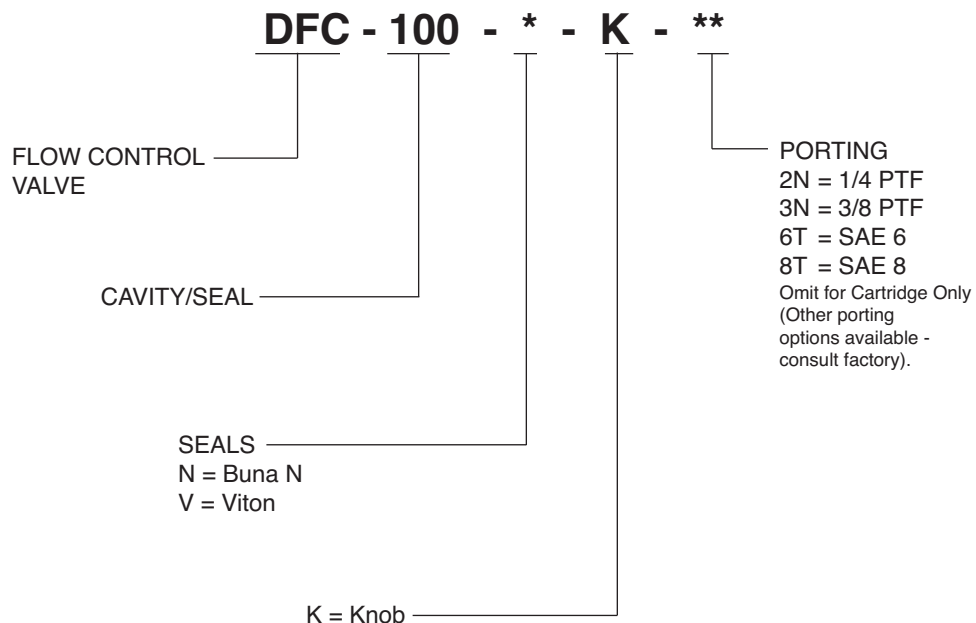 DFC - 100 - * - K - **
FLOW CONTROL
VALVE
PORTING
2N = 1/4 PTF
3N = 3/8 PTF
6T = SAE 6
8T = SAE 8
Omit for Cartridge Only
(Other porting
options available -
consult factory).
CAVITY/SEAL
SEALS
N = Buna N
V = Viton
K = Knob